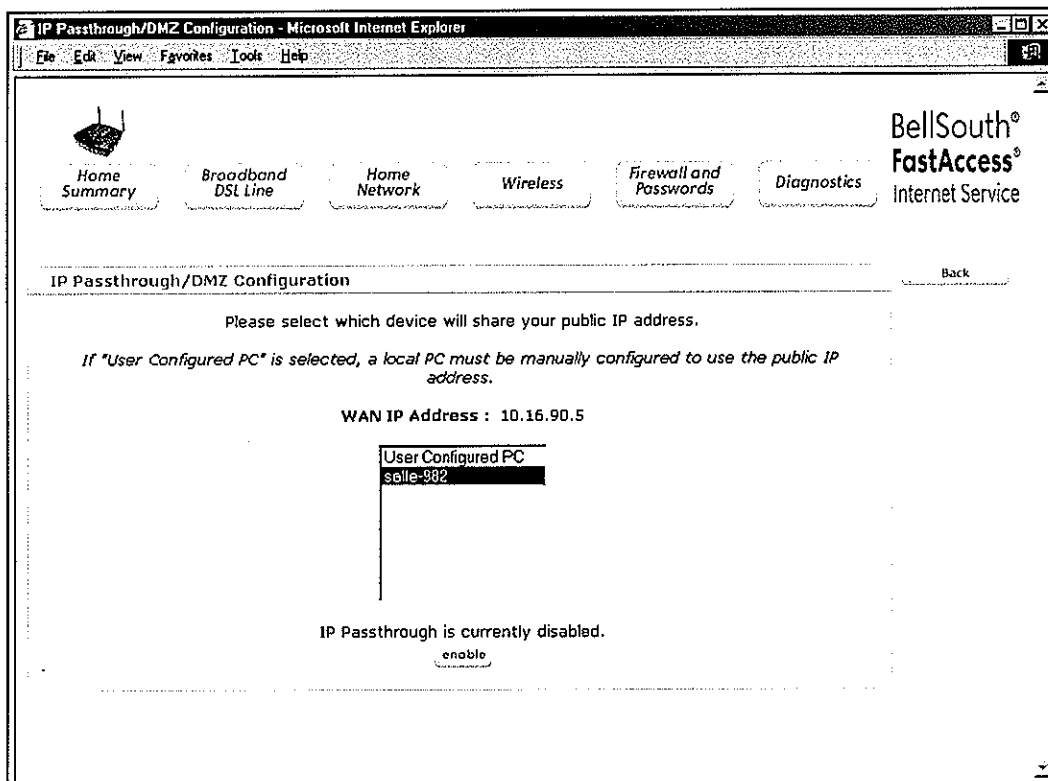 IP Passthrough/DMZ Configuration - Microsoft Internet Explorer
File Edit View Favorites Tools Help
BellSouth®
FastAccess®
Internet Service
Home Summary
Broadband DSL Line
Home Network
Wireless
Firewall and Passwords
Diagnostics
IP Passthrough/DMZ Configuration
Back
Please select which device will share your public IP address.
If "User Configured PC" is selected, a local PC must be manually configured to use the public IP
address.
WAN IP Address : 10.16.90.5
User Configured PC
salle-982
IP Passthrough is currently disabled.
enable